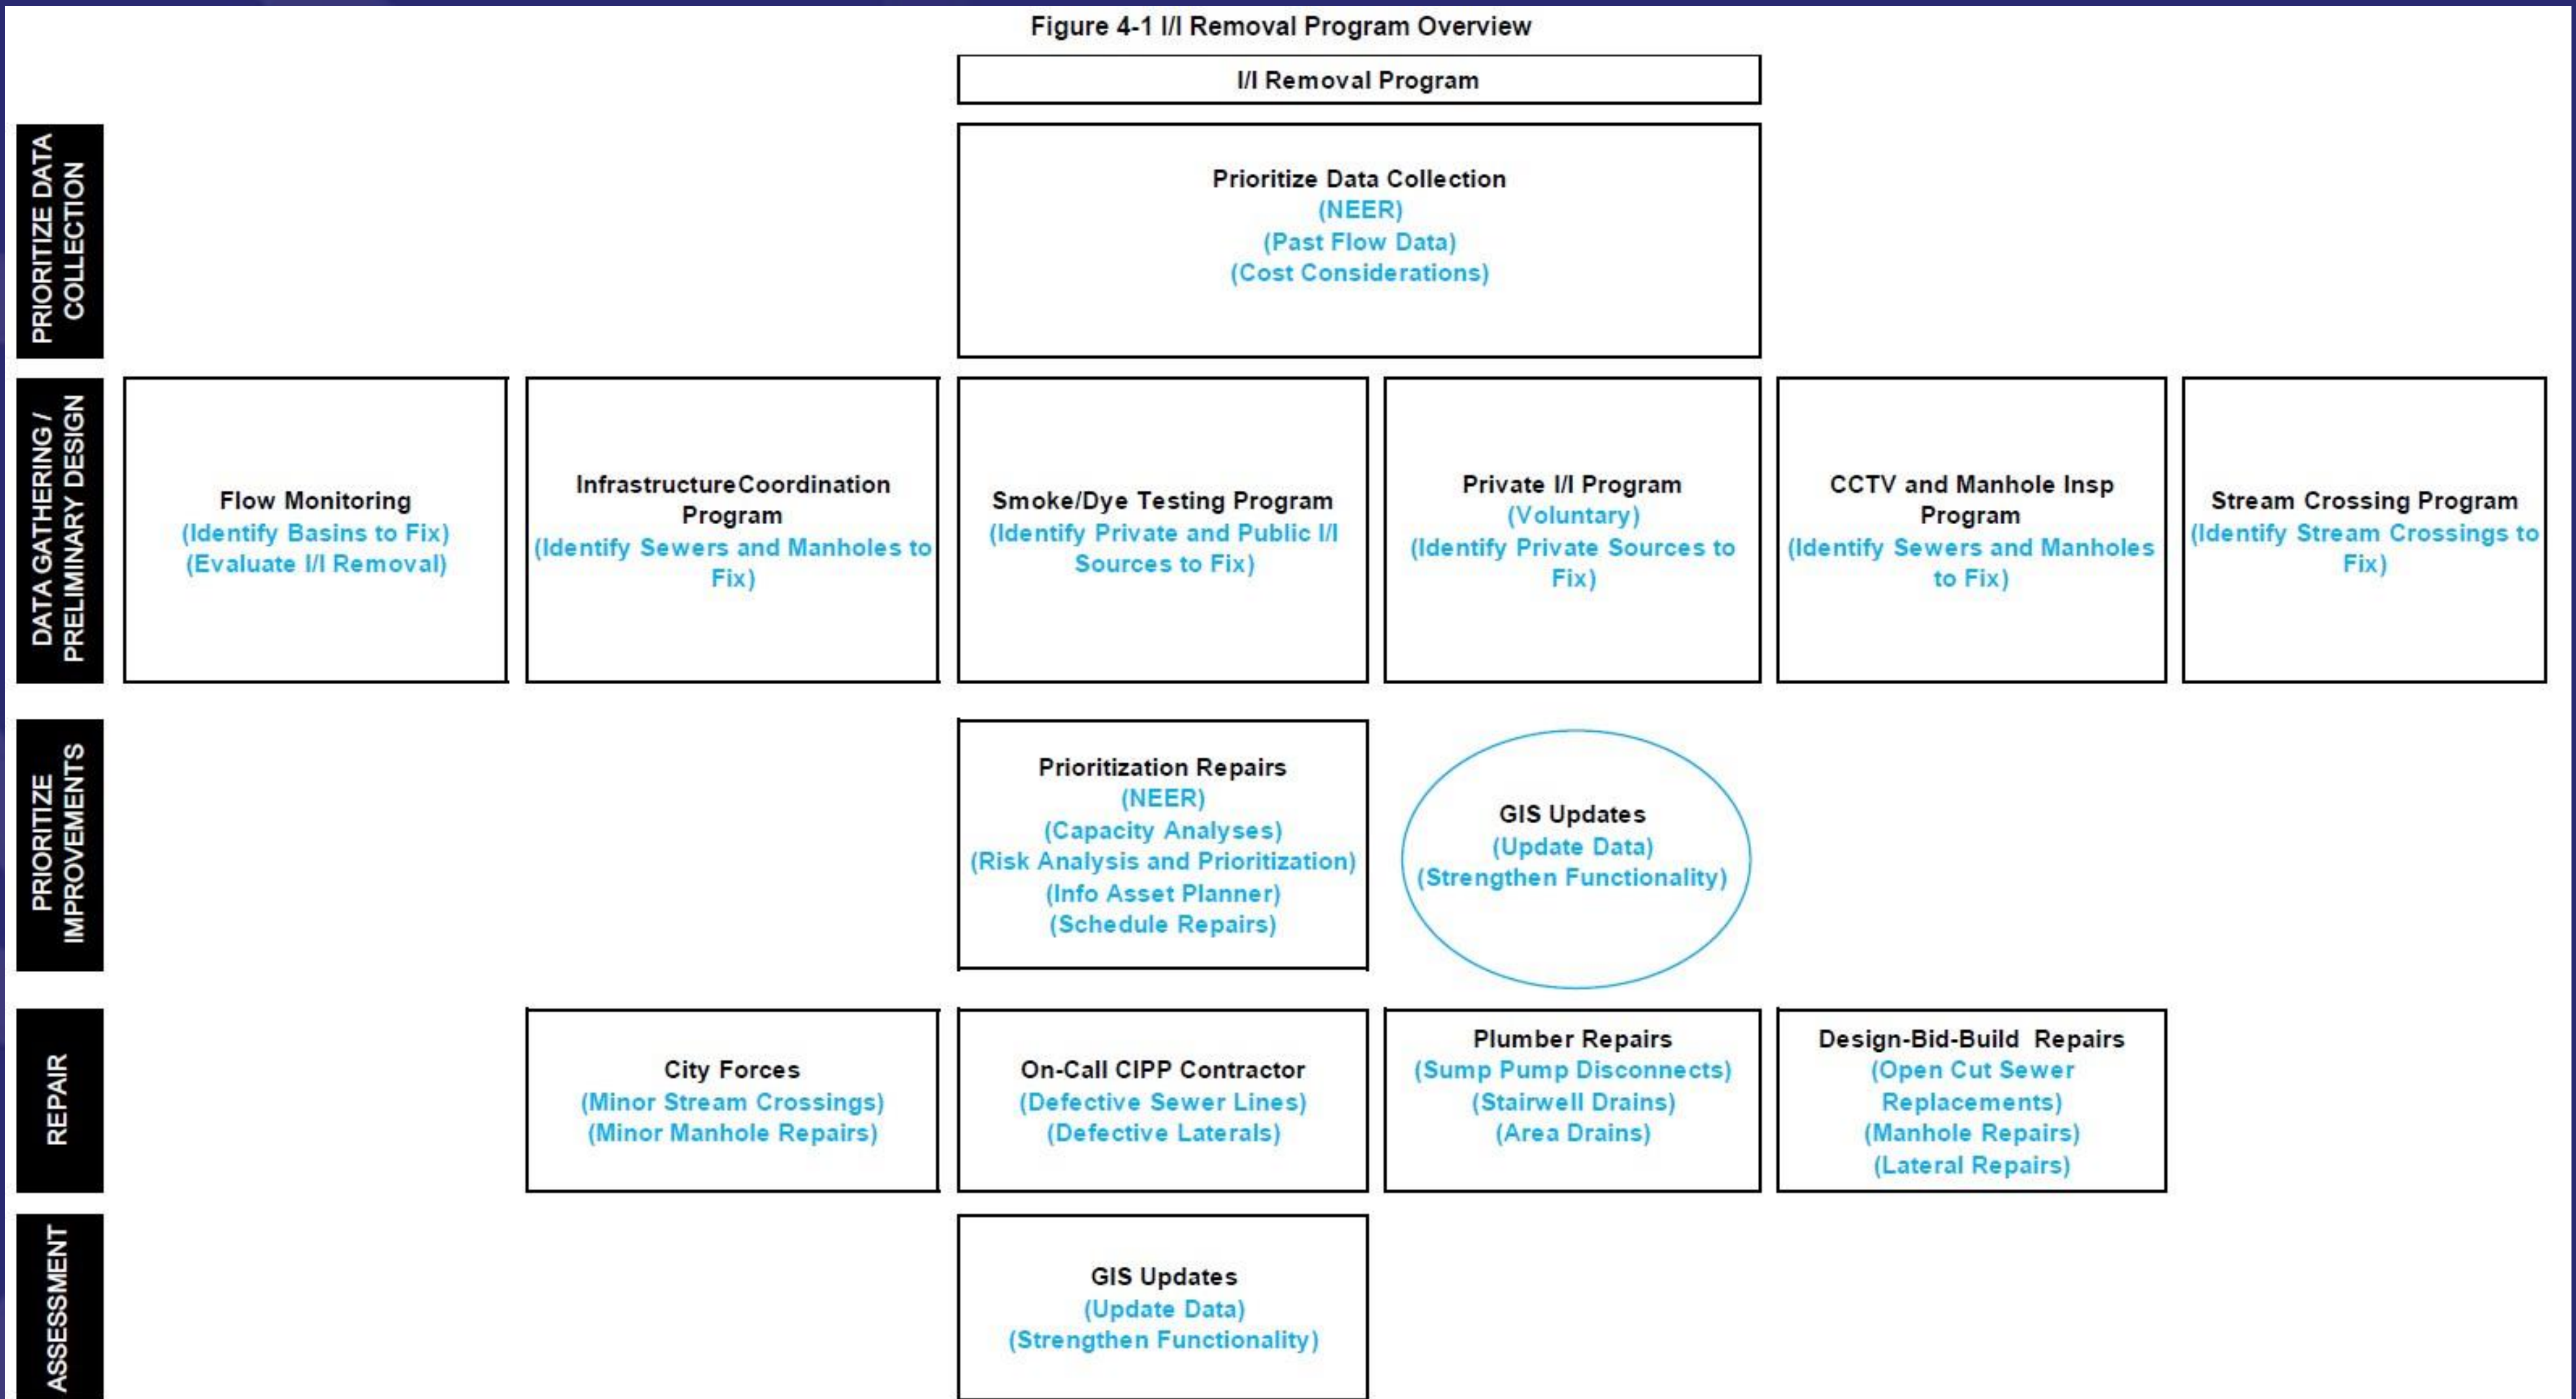 Figure 4-1 I/I Removal Program Overview
I/I Removal Program
PRIORITIZE DATA
COLLECTION
Prioritize Data Collection
(NEER)
(Past Flow Data)
(Cost Considerations)
DATA GATHERING /
PRELIMINARY DESIGN
Flow Monitoring
(Identify Basins to Fix)
(Evaluate I/I Removal)
Infrastructure Coordination
Program
(Identify Sewers and Manholes to
Fix)
Smoke/Dye Testing Program
(Identify Private and Public I/I
Sources to Fix)
Private I/I Program
(Voluntary)
(Identify Private Sources to
Fix)
CCTV and Manhole Insp
Program
(Identify Sewers and Manholes
to Fix)
Stream Crossing Program
(Identify Stream Crossings to
Fix)
PRIORITIZE
IMPROVEMENTS
Prioritization Repairs
(NEER)
(Capacity Analyses)
(Risk Analysis and Prioritization)
(Info Asset Planner)
(Schedule Repairs)
GIS Updates
(Update Data)
(Strengthen Functionality)
REPAIR
City Forces
(Minor Stream Crossings)
(Minor Manhole Repairs)
On-Call CIPP Contractor
(Defective Sewer Lines)
(Defective Laterals)
Plumber Repairs
(Sump Pump Disconnects)
(Stairwell Drains)
(Area Drains)
Design-Bid-Build Repairs
(Open Cut Sewer
Replacements)
(Manhole Repairs)
(Lateral Repairs)
ASSESSMENT
GIS Updates
(Update Data)
(Strengthen Functionality)